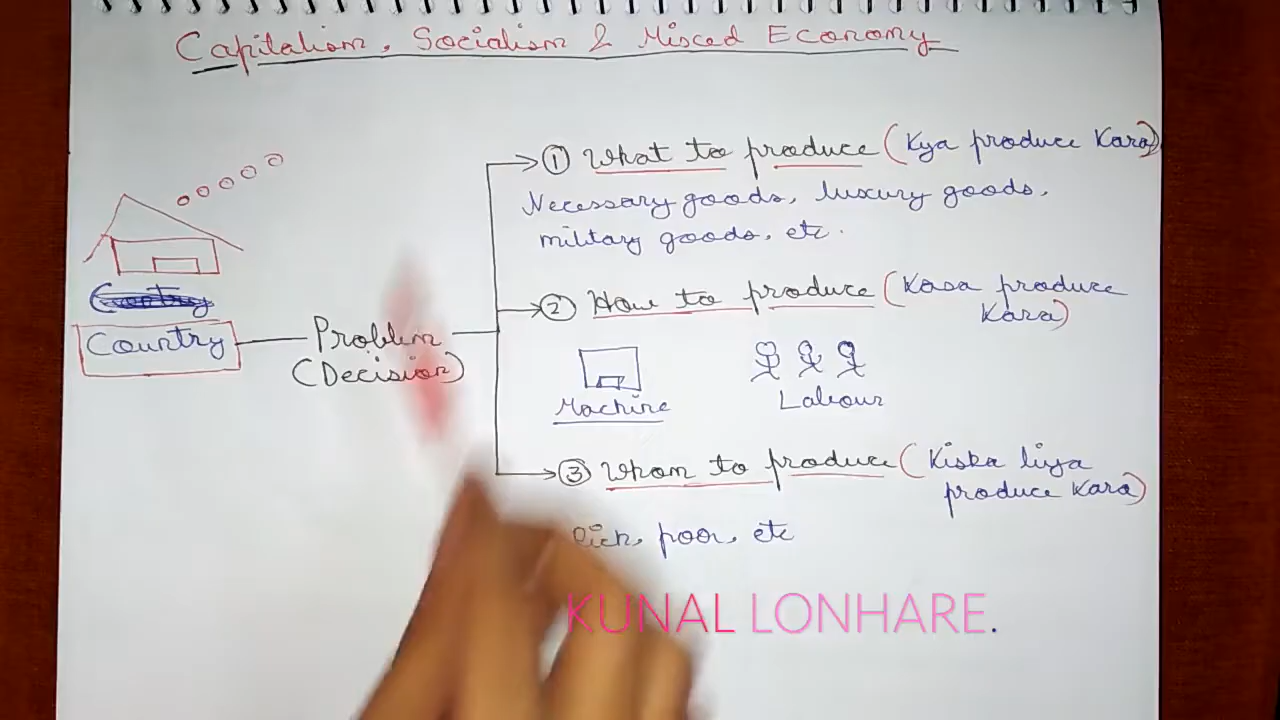 Capitalism, Socialism & Mixed Economy
① What to produce (Kya produce Kara)
Necessary goods, luxury goods,
military goods, etc.
Country
Country
Problem
(Decision)
② How to produce (Kasa produce
Kara)
Machine
Labour
③ Whom to produce (Kiska liya
produce Kara)
Rich, poor, etc
KUNAL LONHARE.